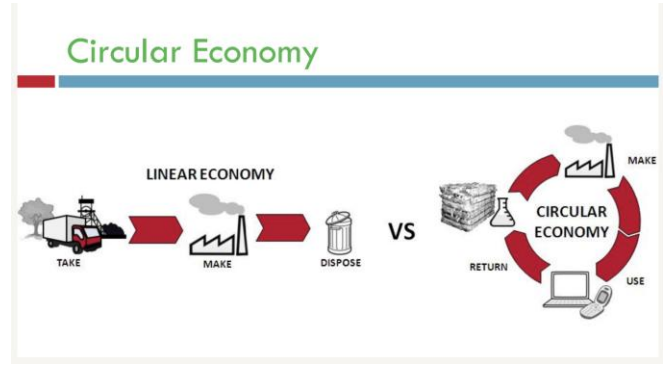 Circular Economy
LINEAR ECONOMY
TAKE
MAKE
DISPOSE
VS
CIRCULAR
ECONOMY
MAKE
USE
RETURN